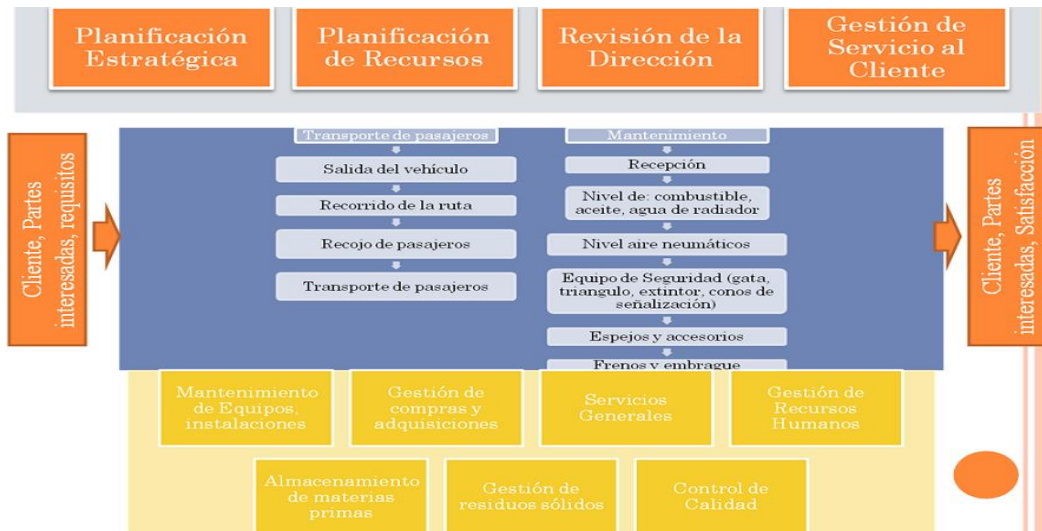 Planificación
Estratégica
Planificación
de Recursos
Revisión de la
Dirección
Gestión de
Servicio al
Cliente
Cliente, Partes
interesadas, requisitos
Transporte de pasajeros
Salida del vehículo
Recorrido de la ruta
Recojo de pasajeros
Transporte de pasajeros
Mantenimiento
Recepción
Nivel de: combustible,
aceite, agua de radiador
Nivel aire neumáticos
Equipo de Seguridad (gata,
triangulo, extintor, conos de
señalización)
Espejos y accesorios
Frenos y embrague
Cliente, Partes
interesadas, Satisfacción
Mantenimiento
de Equipos,
instalaciones
Gestión de
compras y
adquisiciones
Servicios
Generales
Gestión de
Recursos
Humanos
Almacenamiento
de materias
primas
Gestión de
residuos sólidos
Control de
Calidad